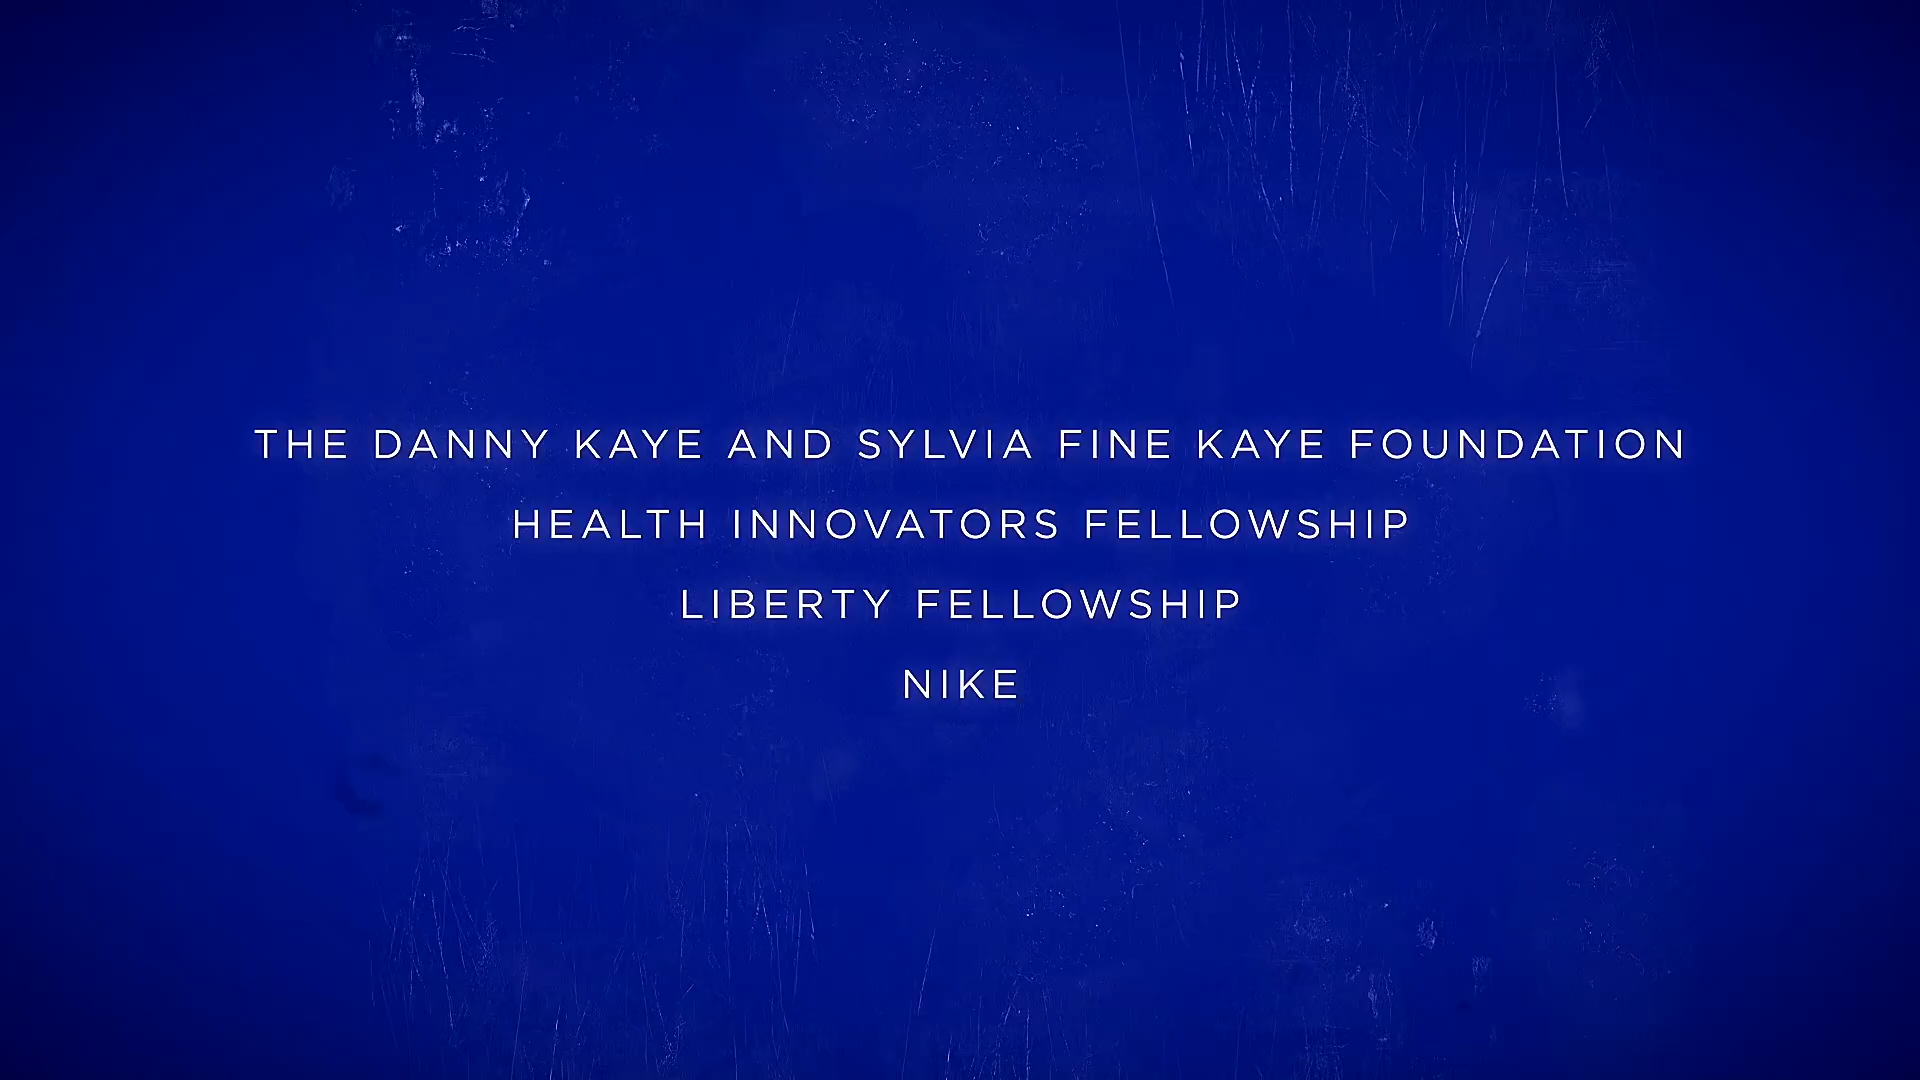 THE DANNY KAYE AND SYLVIA FINE KAYE FOUNDATION
HEALTH INNOVATORS FELLOWSHIP
LIBERTY FELLOWSHIP
NIKE